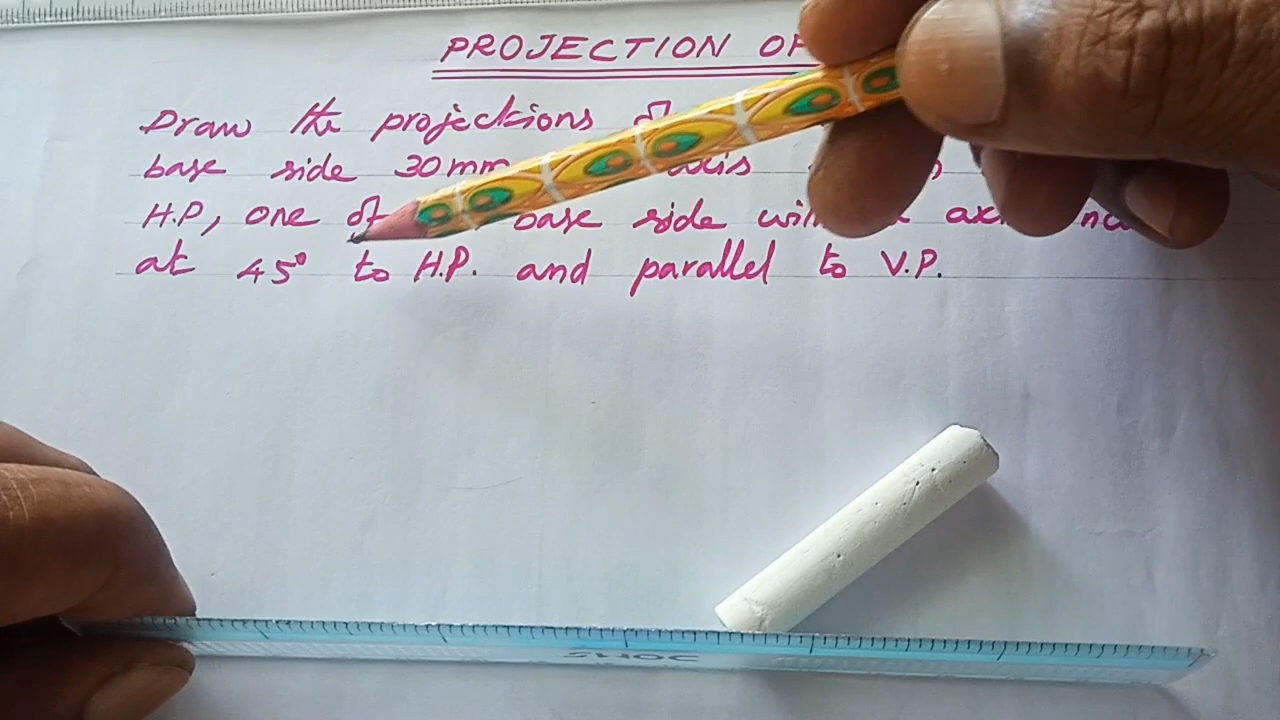 PROJECTION OF
Draw the projections of
base side 30mm axis
H.P, one of base side with axis
at 45° to H.P. and parallel to V.P.